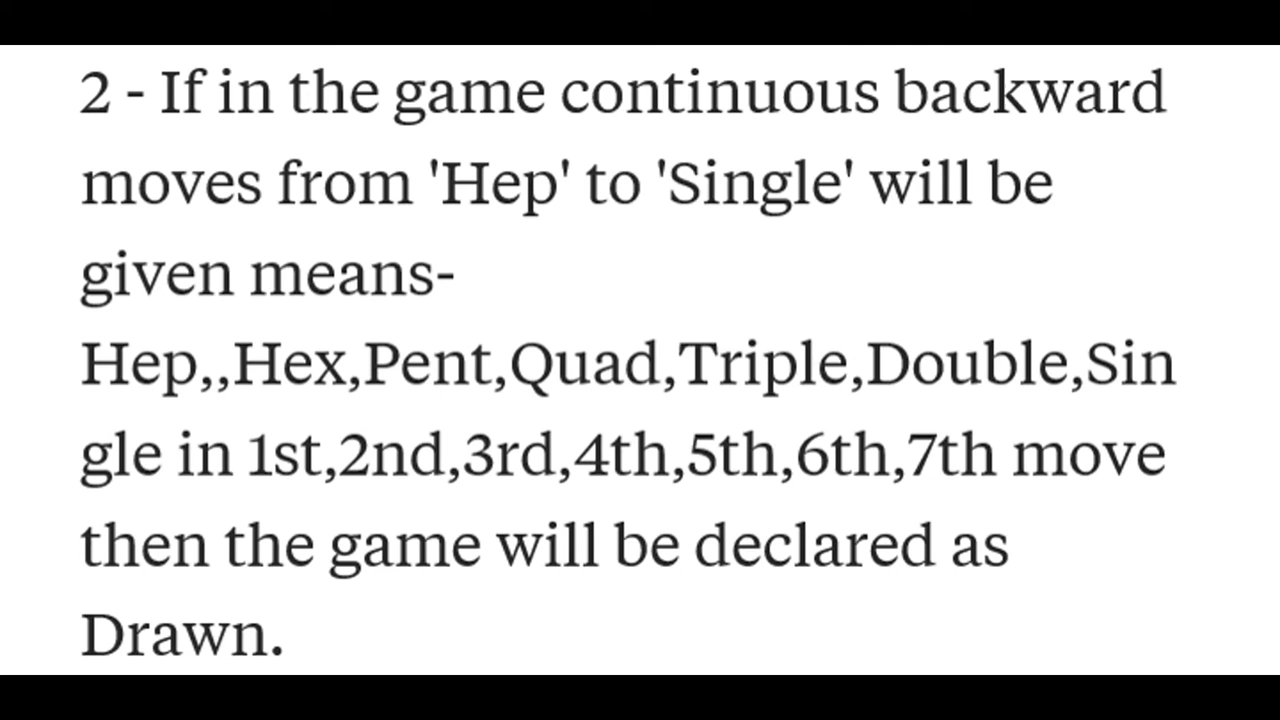 2 - If in the game continuous backward
moves from 'Hep' to 'Single' will be
given means-
Hep,,Hex,Pent,Quad,Triple,Double,Sin
gle in 1st,2nd,3rd,4th,5th,6th,7th move
then the game will be declared as
Drawn.